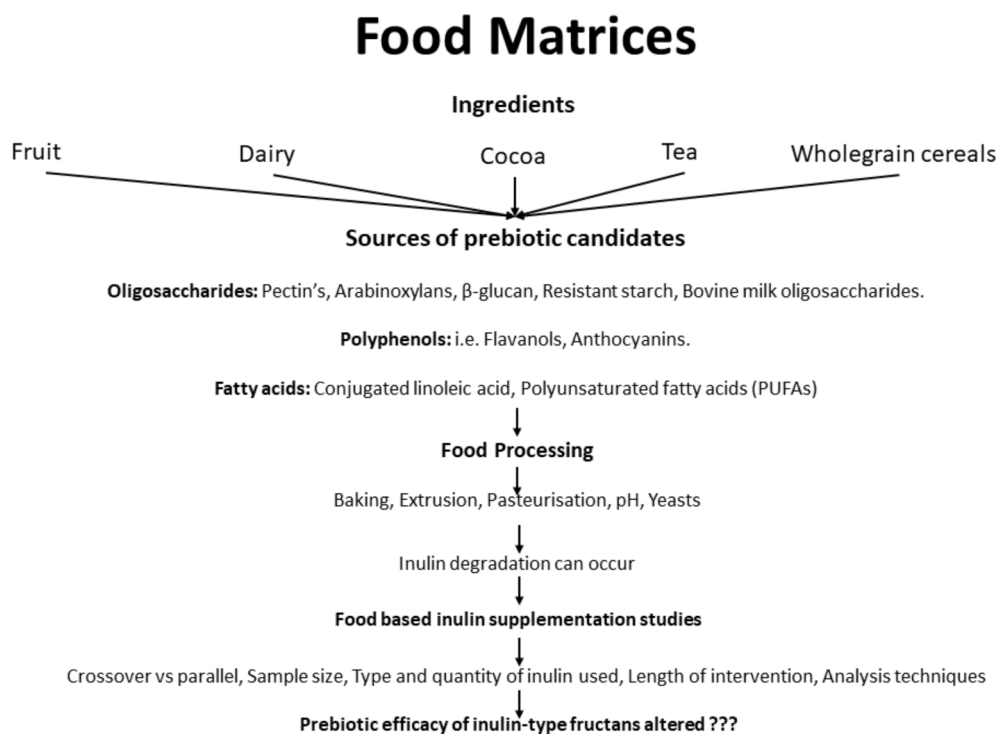 Food Matrices
Ingredients
Fruit Dairy Cocoa Tea Wholegrain cereals
Sources of prebiotic candidates
Oligosaccharides: Pectin's, Arabinoxylans, β-glucan, Resistant starch, Bovine milk oligosaccharides.
Polyphenols: i.e. Flavanols, Anthocyanins.
Fatty acids: Conjugated linoleic acid, Polyunsaturated fatty acids (PUFAs)
Food Processing
Baking, Extrusion, Pasteurisation, pH, Yeasts
Inulin degradation can occur
Food based inulin supplementation studies
Crossover vs parallel, Sample size, Type and quantity of inulin used, Length of intervention, Analysis techniques
Prebiotic efficacy of inulin-type fructans altered ???